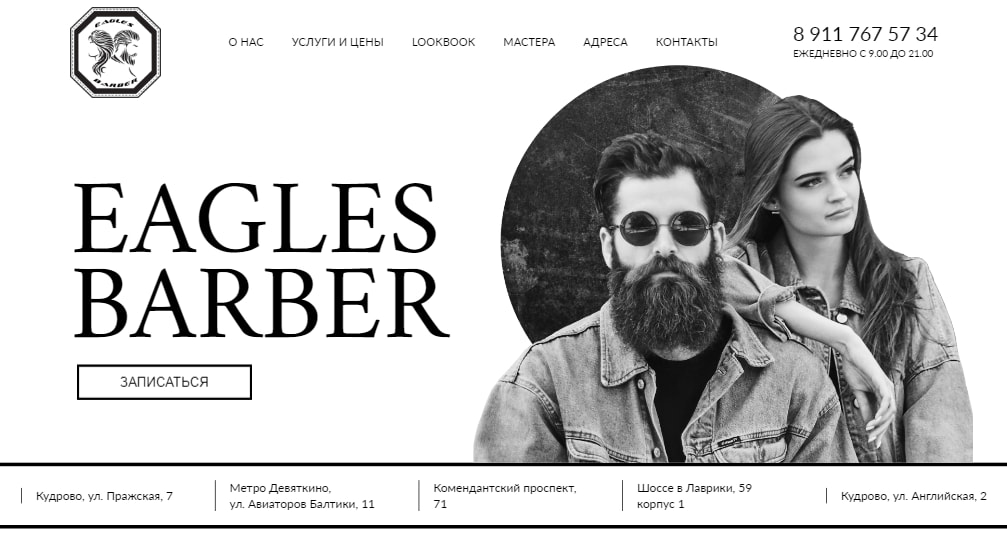 EAGLES
BARBER
О НАС
УСЛУГИ И ЦЕНЫ
LOOKBOOK
МАСТЕРА
АДРЕСА
КОНТАКТЫ
8 911 767 57 34
ЕЖЕДНЕВНО С 9.00 ДО 21.00
EAGLES
BARBER
ЗАПИСАТЬСЯ
Кудрово, ул. Пражская, 7
Метро Девяткино,
ул. Авиаторов Балтики, 11
Комендантский проспект,
71
Шоссе в Лаврики, 59
корпус 1
Кудрово, ул. Английская, 2